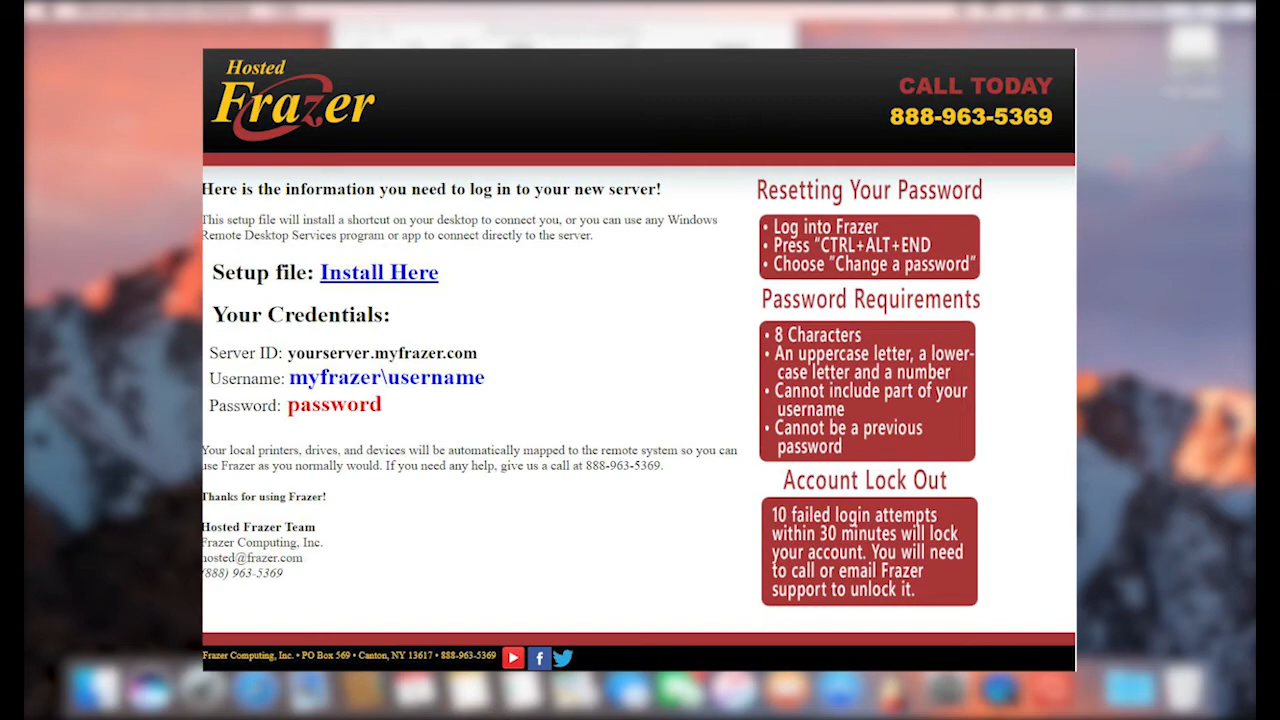 Hosted
Frazer
CALL TODAY
888-963-5369
Here is the information you need to log in to your new server!
This setup file will install a shortcut on your desktop to connect you, or you can use any Windows
Remote Desktop Services program or app to connect directly to the server.
Setup file: Install Here
Your Credentials:
Server ID: yourserver.myfrazer.com
Username: myfrazer\username
Password: password
Your local printers, drives, and devices will be automatically mapped to the remote system so you can
use Frazer as you normally would. If you need any help, give us a call at 888-963-5369.
Thanks for using Frazer!
Hosted Frazer Team
Frazer Computing, Inc.
hosted@frazer.com
(888) 963-5369
Resetting Your Password
• Log into Frazer
• Press "CTRL+ALT+END
• Choose "Change a password"
Password Requirements
• 8 Characters
• An uppercase letter, a lower-
case letter and a number
• Cannot include part of your
username
• Cannot be a previous
password
Account Lock Out
10 failed login attempts
within 30 minutes will lock
your account. You will need
to call or email Frazer
support to unlock it.
Frazer Computing, Inc. • PO Box 569 • Canton, NY 13617 • 888-963-5369